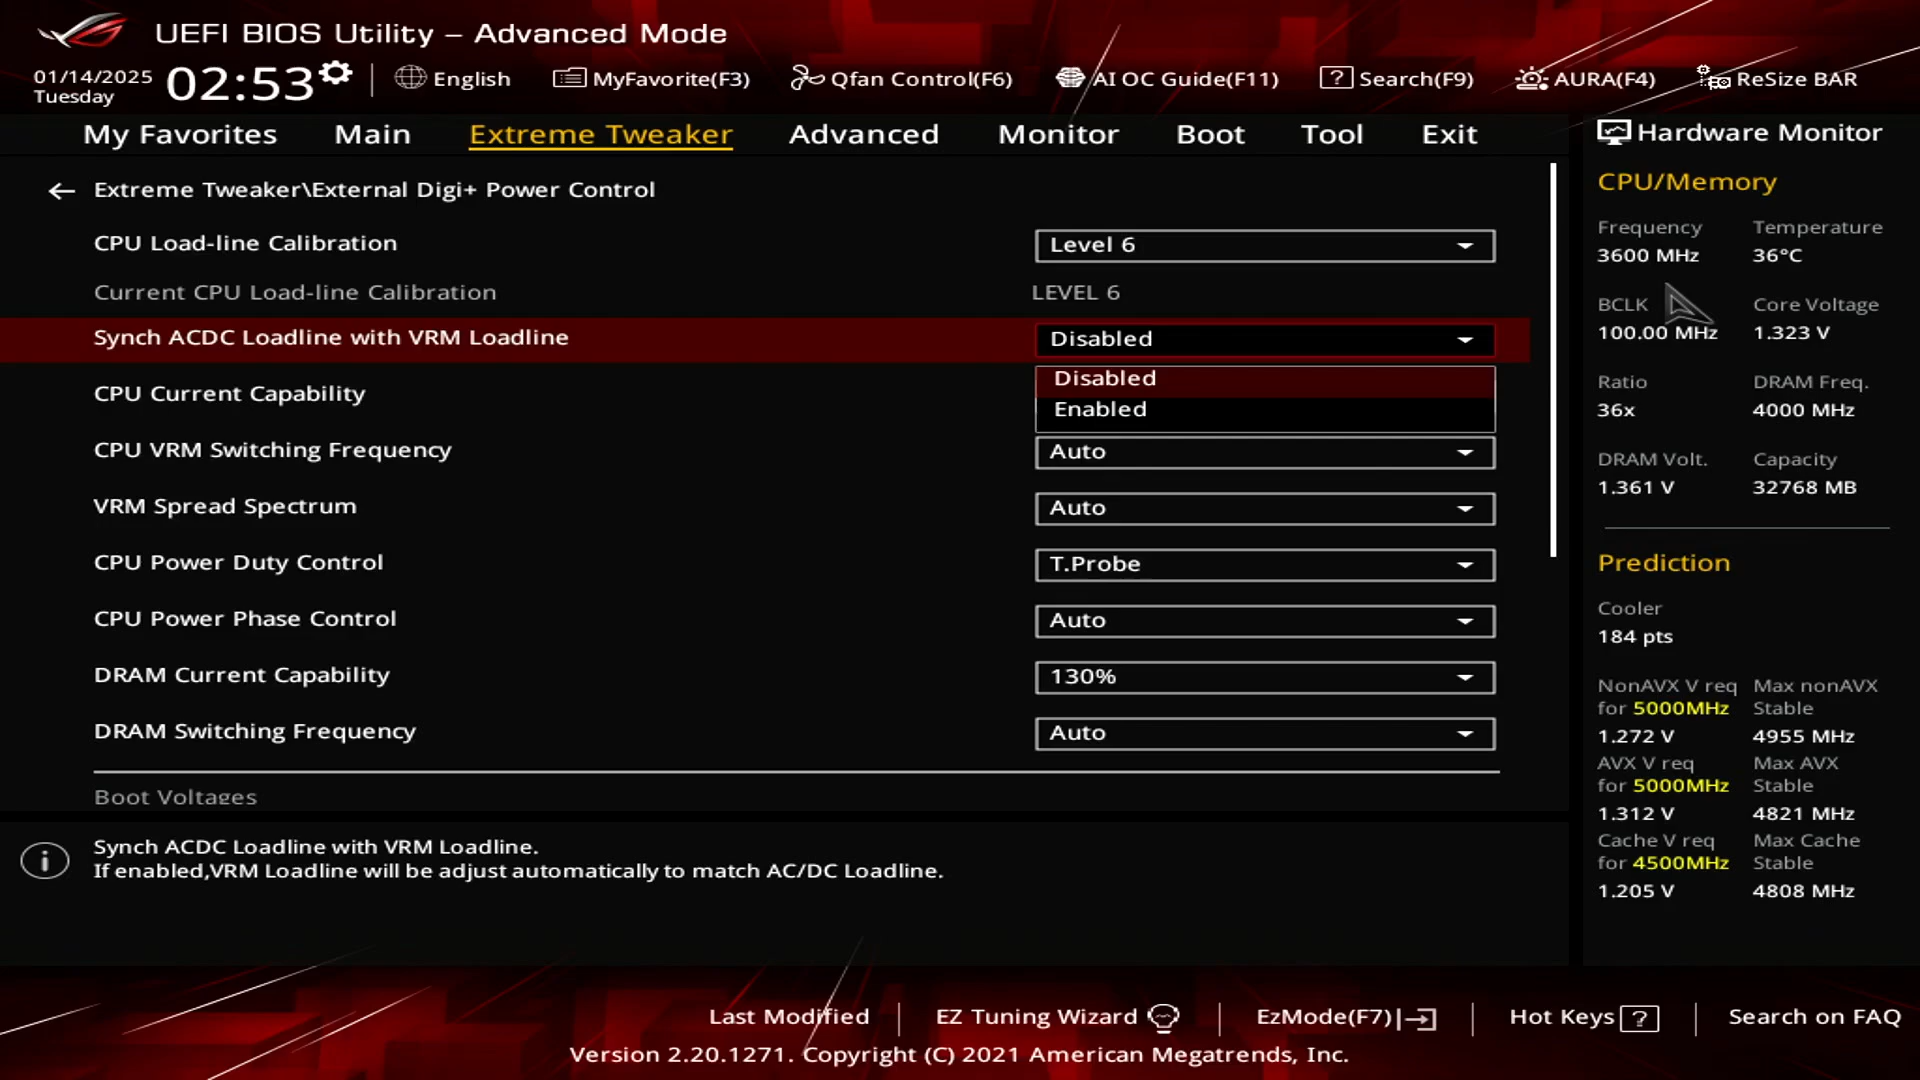 UEFI BIOS Utility – Advanced Mode
01/14/2025
Tuesday
02:53
English
MyFavorite(F3)
Qfan Control(F6)
AI OC Guide(F11)
Search(F9)
AURA(F4)
ReSize BAR
My Favorites
Main
Extreme Tweaker
Advanced
Monitor
Boot
Tool
Exit
Extreme Tweaker\External Digi+ Power Control
CPU Load-line Calibration
Level 6
Current CPU Load-line Calibration
LEVEL 6
Synch ACDC Loadline with VRM Loadline
Disabled
Disabled
Enabled
CPU Current Capability
CPU VRM Switching Frequency
Auto
VRM Spread Spectrum
Auto
CPU Power Duty Control
T.Probe
CPU Power Phase Control
Auto
DRAM Current Capability
130%
DRAM Switching Frequency
Auto
Boot Voltages
Synch ACDC Loadline with VRM Loadline.
If enabled,VRM Loadline will be adjust automatically to match AC/DC Loadline.
Hardware Monitor
CPU/Memory
Frequency Temperature
3600 MHz 36°C
BCLK Core Voltage
100.00 MHz 1.323 V
Ratio DRAM Freq.
36x 4000 MHz
DRAM Volt. Capacity
1.361 V 32768 MB
Prediction
Cooler
184 pts
NonAVX V req Max nonAVX
for 5000MHz Stable
1.272 V 4955 MHz
AVX V req Max AVX
for 5000MHz Stable
1.312 V 4821 MHz
Cache V req Max Cache
for 4500MHz Stable
1.205 V 4808 MHz
Last Modified
EZ Tuning Wizard
EzMode(F7)
Hot Keys ?
Search on FAQ
Version 2.20.1271. Copyright (C) 2021 American Megatrends, Inc.